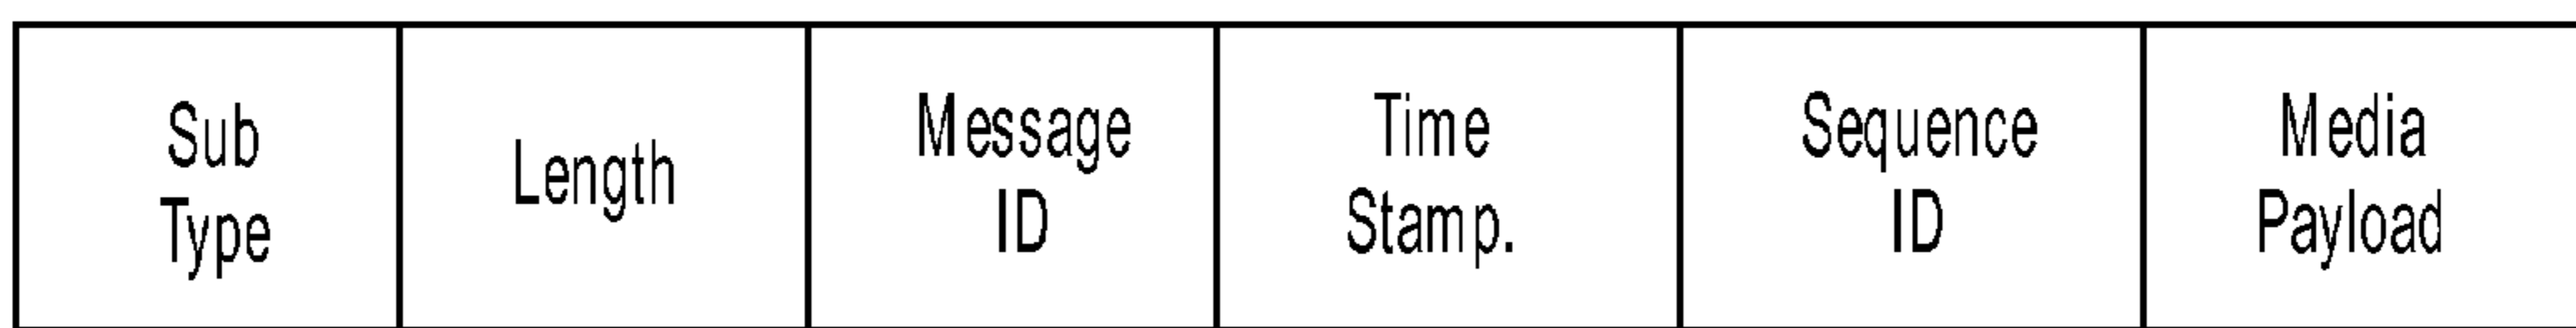 Sub
Type
Length
Message
ID
Time
Stamp.
Sequence
ID
Media
Payload